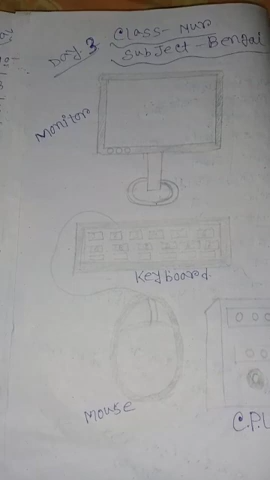 Day 3
Class- Nur
Subject - Bengal
Monitor
Keyboard
Mouse
C.P.U